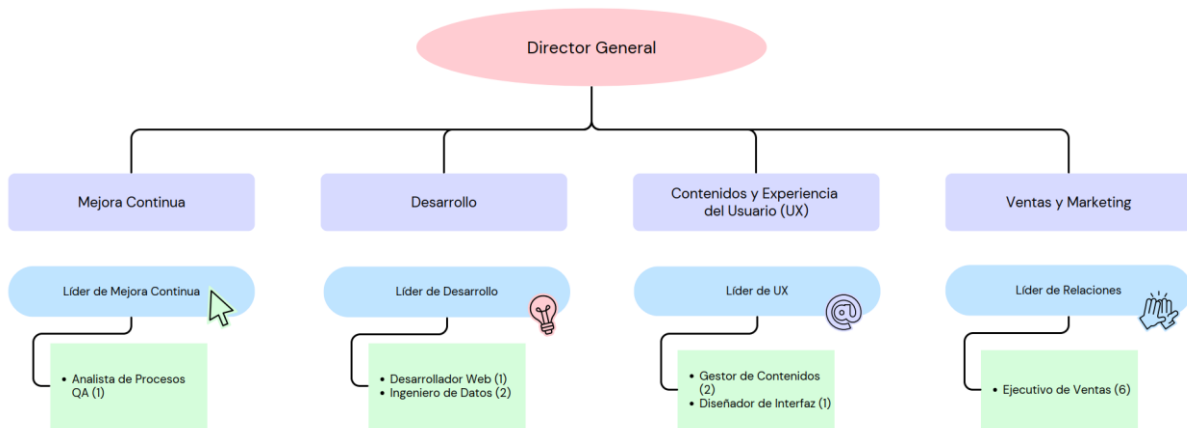 Director General
Mejora Continua
Desarrollo
Contenidos y Experiencia
del Usuario (UX)
Ventas y Marketing
Líder de Mejora Continua
Líder de Desarrollo
Líder de UX
@
Líder de Relaciones
• Analista de Procesos
QA (1)
• Desarrollador Web (1)
• Ingeniero de Datos (2)
• Gestor de Contenidos
(2)
• Diseñador de Interfaz (1)
• Ejecutivo de Ventas (6)